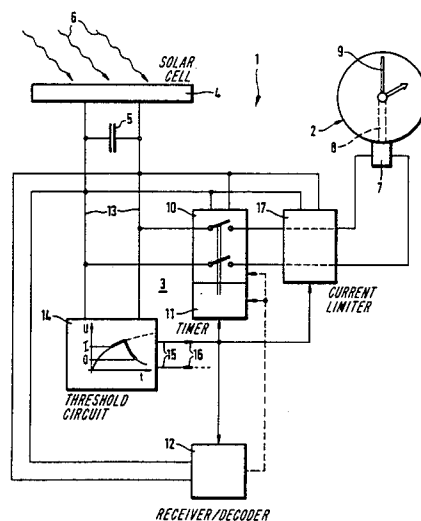 6
SOLAR
CELL
4
1
9
2
8
7
5
10
17
13
3
11
TIMER
CURRENT
LIMITER
14
U
I
0
t
15
16
THRESHOLD
CIRCUIT
12
RECEIVER/DECODER